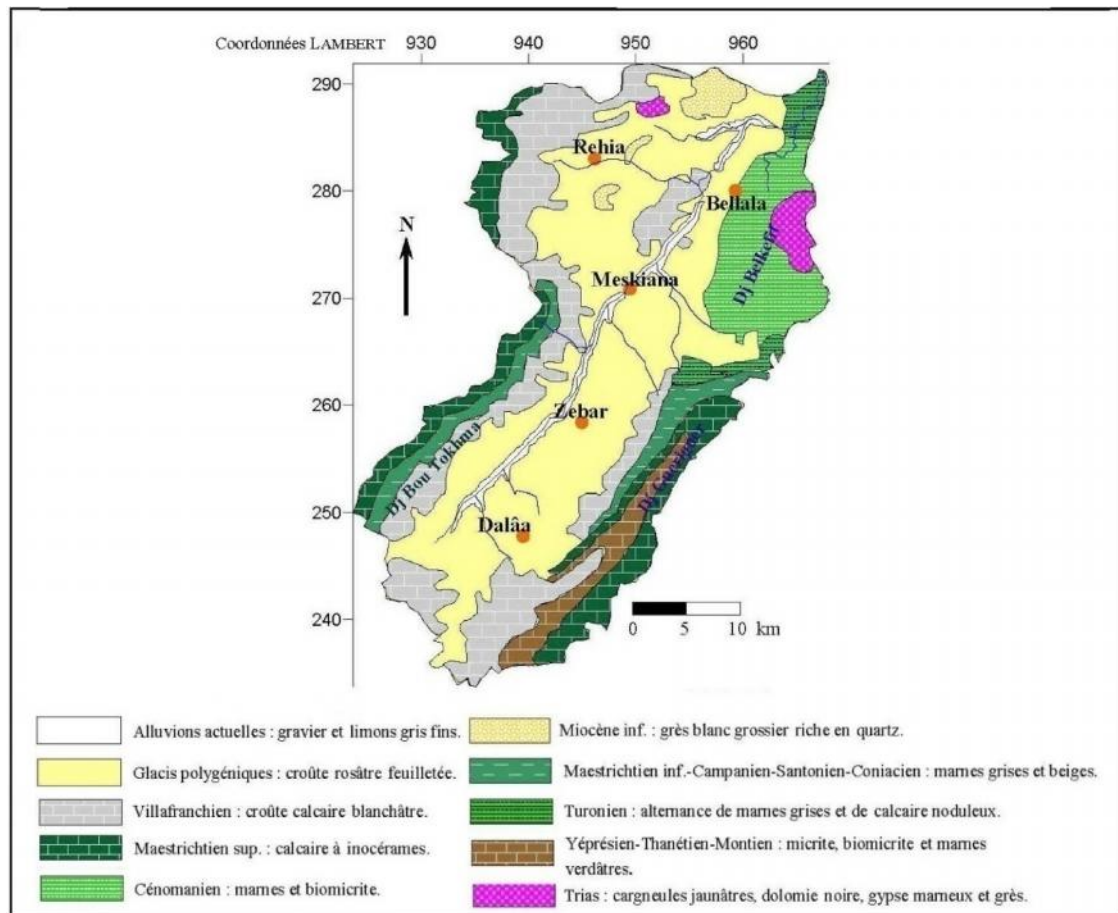 Coordonnées LAMBERT
930 940 950 960
290
280
270
260
250
240
N
Rehia
Bellala
Dj Belkefif
Meskiana
Zebar
Dj Bou Tokhma
Dalâa
0 5 10 km
Alluvions actuelles : gravier et limons gris fins.
Glacis polygéniques : croûte rosâtre feuilletée.
Villafranchien : croûte calcaire blanchâtre.
Maestrichtien sup. : calcaire à inocérames.
Cénomanien : marnes et biomicrite.
Miocène inf. : grès blanc grossier riche en quartz.
Maestrichtien inf.-Campanien-Santonien-Coniacien : marnes grises et beiges.
Turonien : alternance de marnes grises et de calcaire noduleux.
Yéprésien-Thanétien-Montien : micrite, biomicrite et marnes
verdâtres.
Trias : cargneules jaunâtres, dolomie noire, gypse marneux et grès.